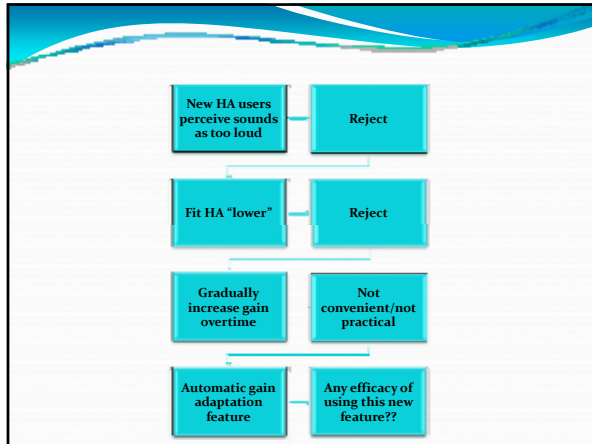 New HA users
perceive sounds
as too loud
Reject
Fit HA “lower”
Reject
Gradually
increase gain
overtime
Not
convenient/not
practical
Automatic gain
adaptation
feature
Any efficacy of
using this new
feature??